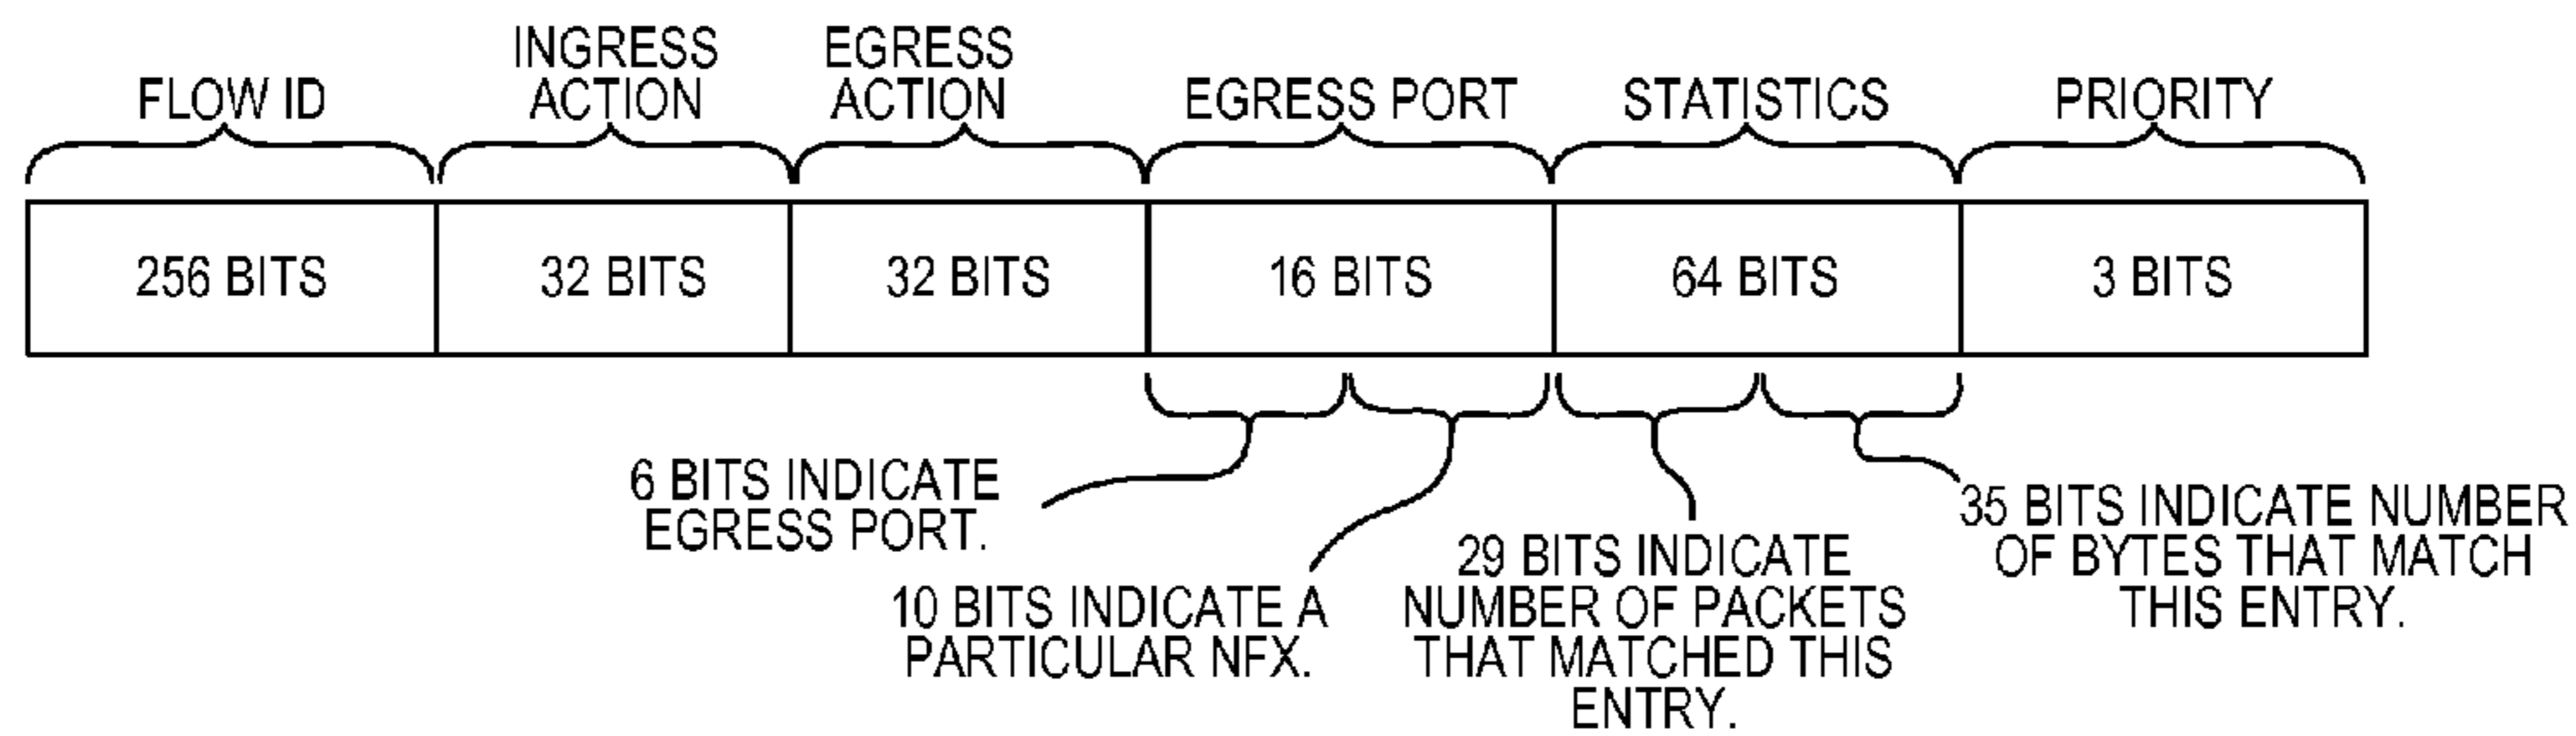 FLOW ID
INGRESS
ACTION
EGRESS
ACTION
EGRESS PORT
STATISTICS
PRIORITY
256 BITS
32 BITS
32 BITS
16 BITS
64 BITS
3 BITS
6 BITS INDICATE
EGRESS PORT.
10 BITS INDICATE A
PARTICULAR NFX.
29 BITS INDICATE
NUMBER OF PACKETS
THAT MATCHED THIS
ENTRY.
35 BITS INDICATE NUMBER
OF BYTES THAT MATCH
THIS ENTRY.